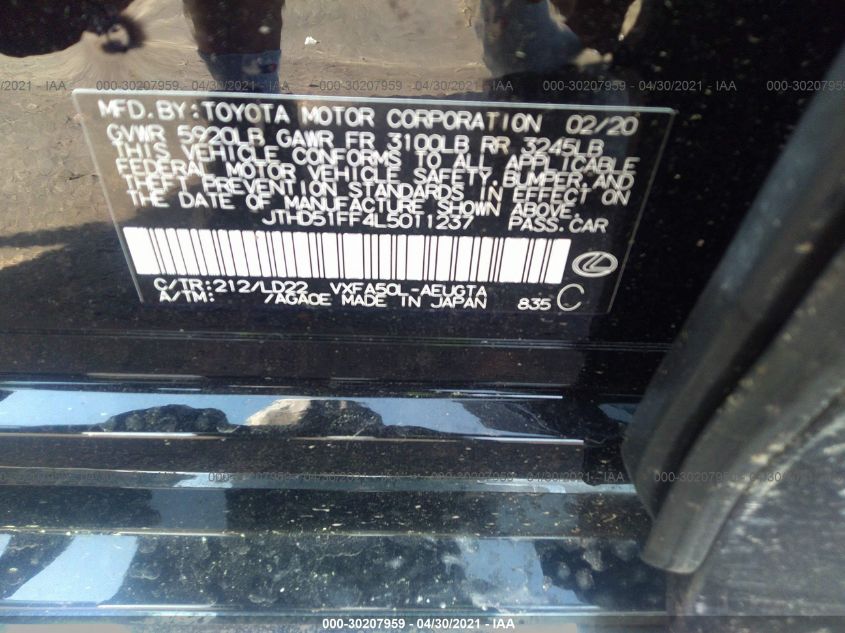 000-30207959 - 04/30/2021 - IAA
MFD.BY:TOYOTA MOTOR CORPORATION 02/20
GVWR 5920LB GAWR FR 3100LB RR 3245LB
THIS VEHICLE CONFORMS TO ALL APPLICABLE
FEDERAL MOTOR VEHICLE SAFETY,BUMPER,AND
THEFT PREVENTION STANDARDS IN EFFECT ON
THE DATE OF MANUFACTURE SHOWN ABOVE.
JTHD51FF4L5011237 PASS.CAR
C/TR:212/LD22 VXFA50L-AEUGTA
A/TM: /AGA0E MADE IN JAPAN 835 C
000-30207959 - 04/30/2021 - IAA
000-30207959 - 04/30/2021 - IAA